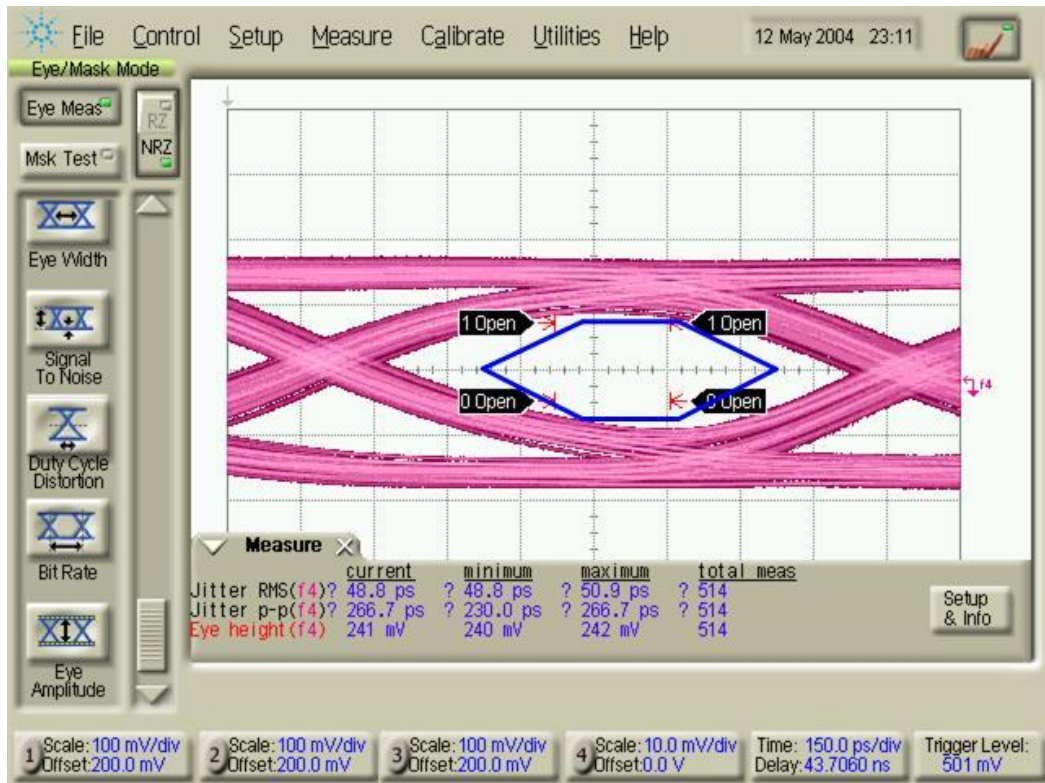 File Control Setup Measure Calibrate Utilities Help 12 May 2004 23:11
Eye/Mask Mode
Eye Meas
RZ
NRZ
Msk Test
Eye Width
Signal
To Noise
Duty Cycle
Distortion
Bit Rate
Eye
Amplitude
1 Open 1 Open
0 Open 0 Open
f4
Measure
current minimum maximum total meas
Jitter RMS(f4)? 48.8 ps ? 48.8 ps ? 50.9 ps ? 514
Jitter p-p(f4)? 266.7 ps ? 230.0 ps ? 266.7 ps ? 514
Eye height(f4) 241 mV 240 mV 242 mV 514
Setup
& Info
1 Scale: 100 mV/div
Offset: 200.0 mV
2 Scale: 100 mV/div
Offset: 200.0 mV
3 Scale: 100 mV/div
Offset: 200.0 mV
4 Scale: 10.0 mV/div
Offset: 0.0 V
Time: 150.0 ps/div
Delay: 43.7060 ns
Trigger Level:
501 mV